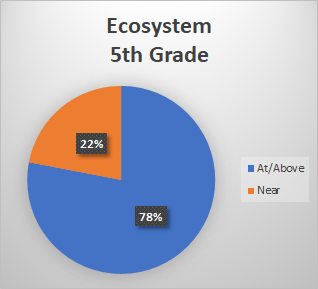 Ecosystem
5th Grade
22%
At/Above
Near
78%